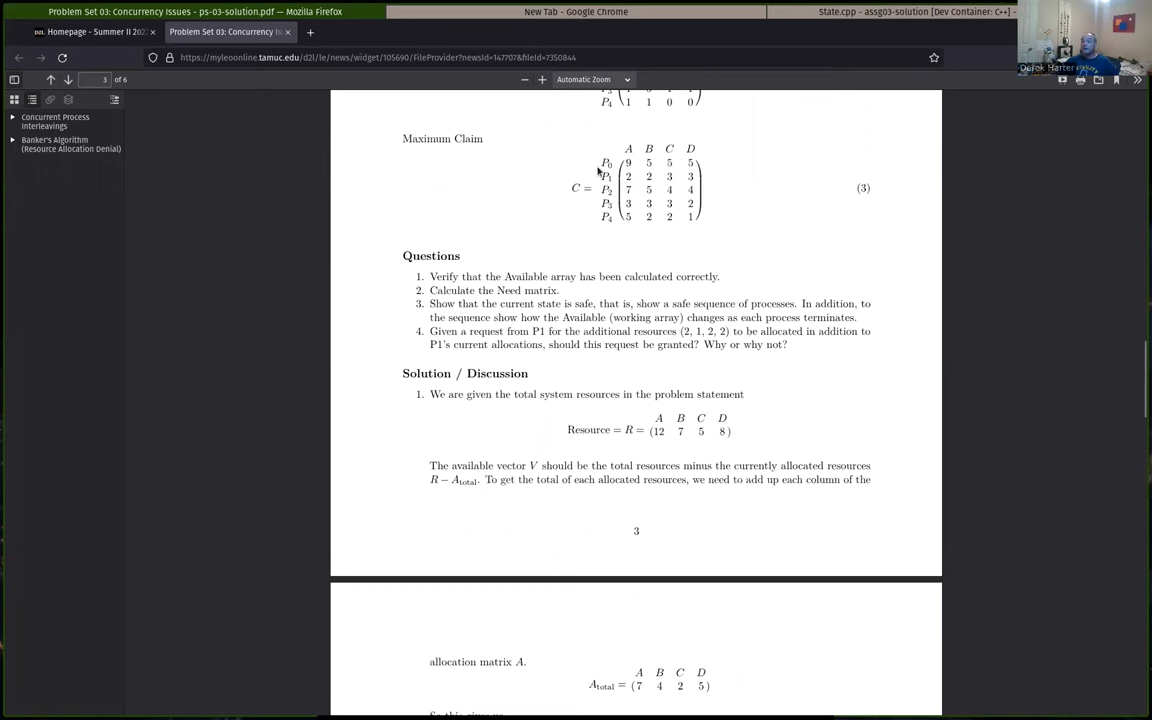 Problem Set 03: Concurrency Issues - ps-03-solution.pdf — Mozilla Firefox
New Tab - Google Chrome
State.cpp - assg03-solution [Dev Container: C++] -
Homepage - Summer II 202
Problem Set 03: Concurrency Is
https://myleoonline.tamuc.edu/d2l/le/news/widget/105690/FileProvider?newsId=147707&fileId=7350844
Derek Harter
3 of 6
Automatic Zoom
Concurrent Process
Interleavings
Banker's Algorithm
(Resource Allocation Denial)
P4 1 1 0 0
Maximum Claim
A B C D
P0 9 5 5 5
P1 2 2 3 3
C = P2 7 5 4 4 (3)
P3 3 3 3 2
P4 5 2 2 1
Questions
1. Verify that the Available array has been calculated correctly.
2. Calculate the Need matrix.
3. Show that the current state is safe, that is, show a safe sequence of processes. In addition, to
the sequence show how the Available (working array) changes as each process terminates.
4. Given a request from P1 for the additional resources (2, 1, 2, 2) to be allocated in addition to
P1's current allocations, should this request be granted? Why or why not?
Solution / Discussion
1. We are given the total system resources in the problem statement
A B C D
Resource = R = (12 7 5 8)
The available vector V should be the total resources minus the currently allocated resources
R − Atotal. To get the total of each allocated resources, we need to add up each column of the
3
allocation matrix A.
A B C D
Atotal = (7 4 2 5)